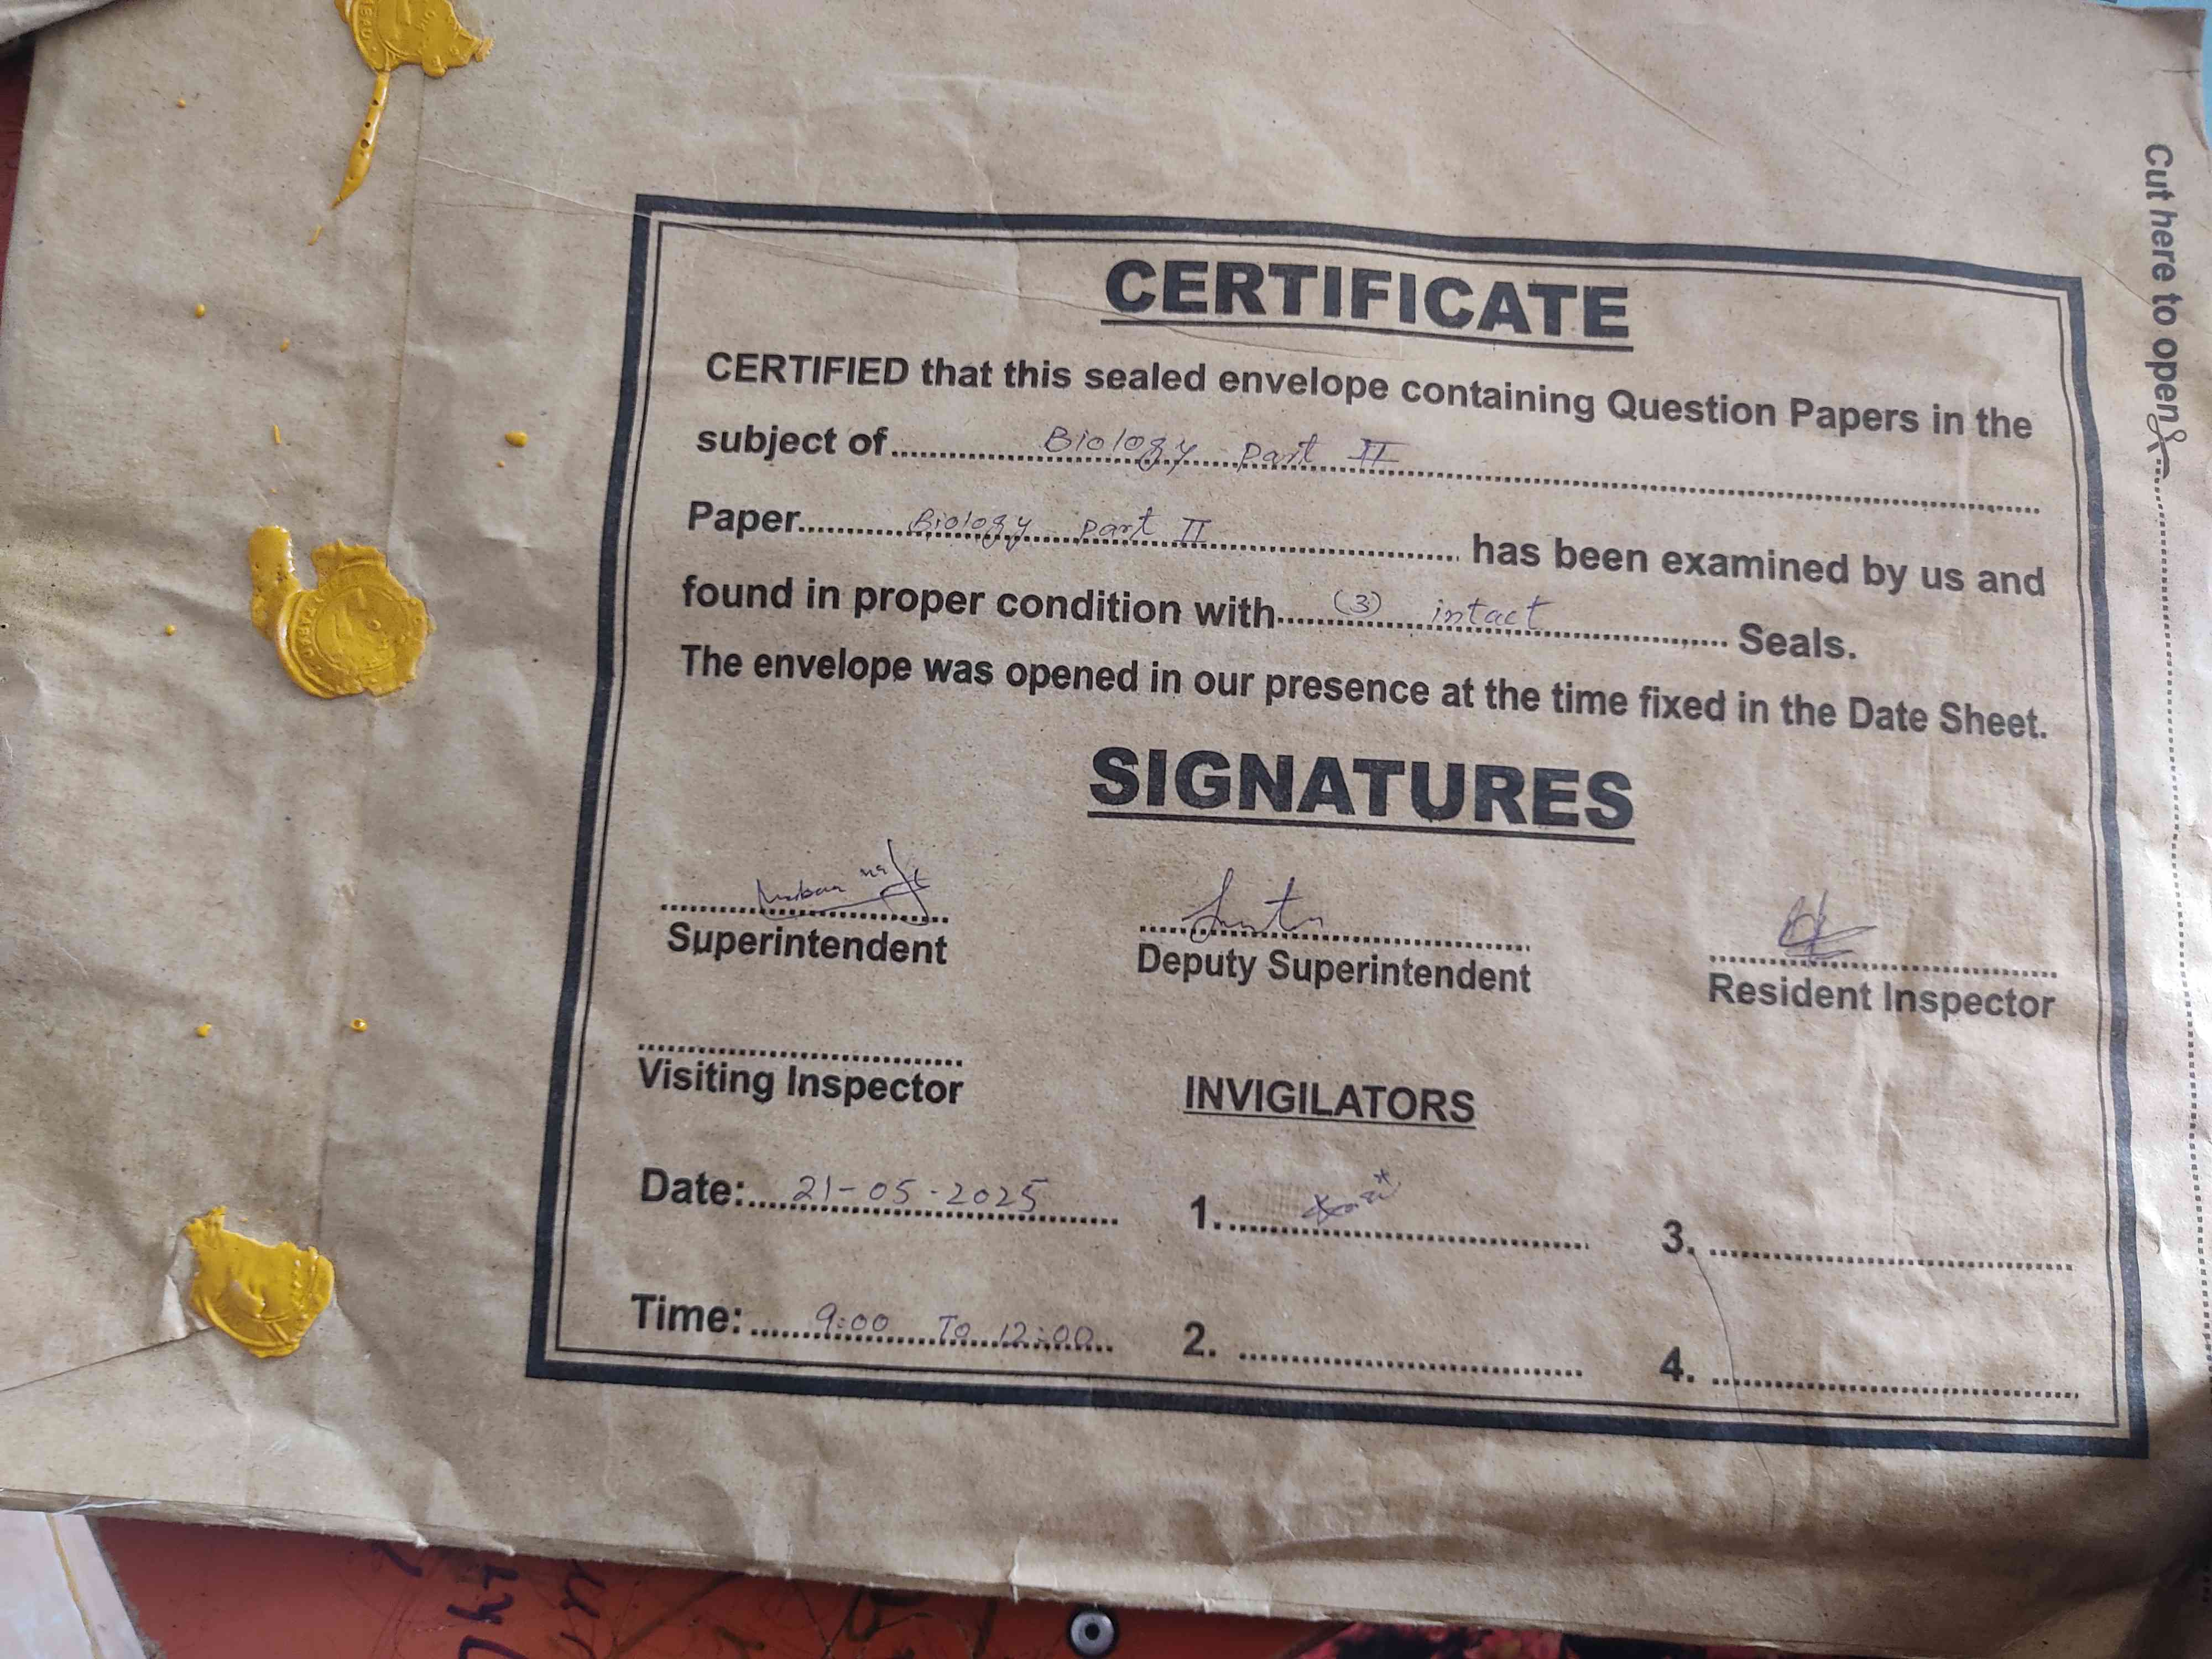 CERTIFICATE
CERTIFIED that this sealed envelope containing Question Papers in the
subject of Biology part II
Paper Biology part II has been examined by us and
found in proper condition with (3) intact Seals.
The envelope was opened in our presence at the time fixed in the Date Sheet.
SIGNATURES
Superintendent Deputy Superintendent Resident Inspector
Visiting Inspector INVIGILATORS
Date: 21-05-2025 1. 3.
Time: 9:00 To 12:00 2. 4.
Cut here to open